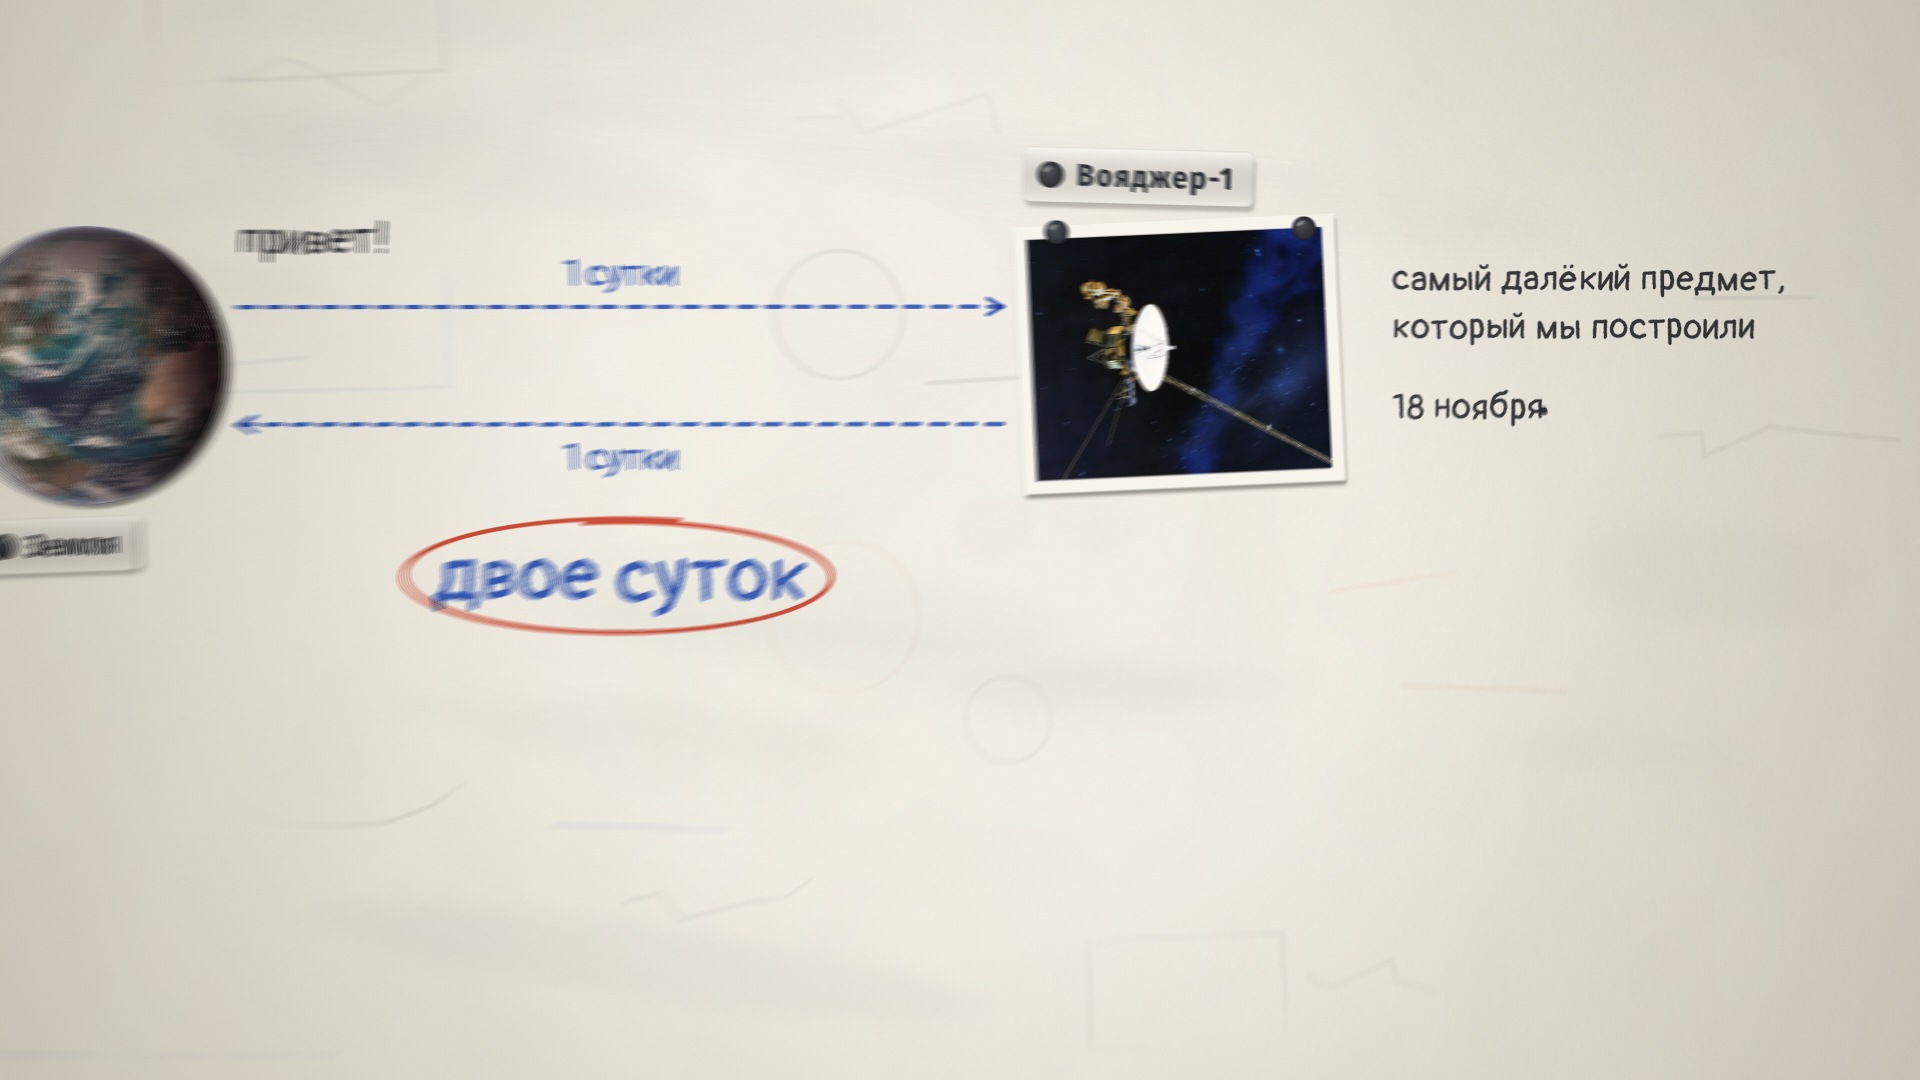 Вояджер-1
привет!!
1 сутки
самый далёкий предмет,
который мы построили
18 ноября
1 сутки
Земля
двое суток